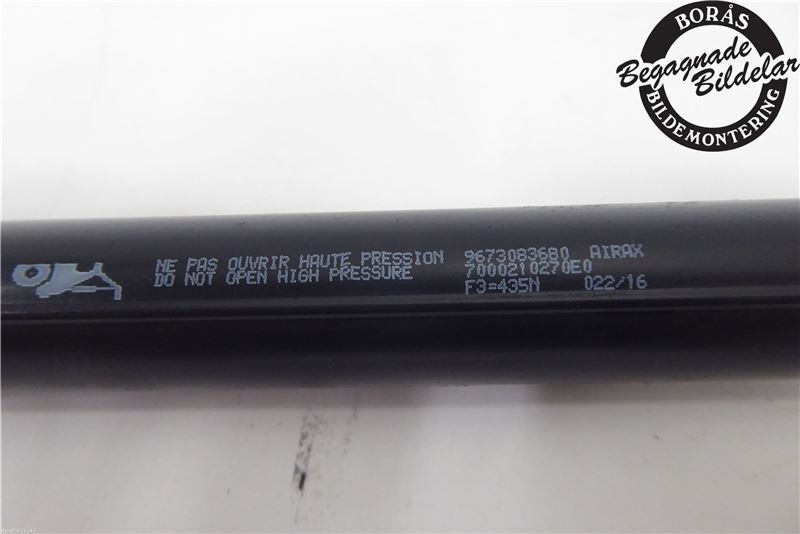 BORÅS
Begagnade
Bildelar
BILDEMONTERING
NE PAS OUVRIR HAUTE PRESSION 9673083680 AIRAX
DO NOT OPEN HIGH PRESSURE 7000210270E0
F3=435N 022/16